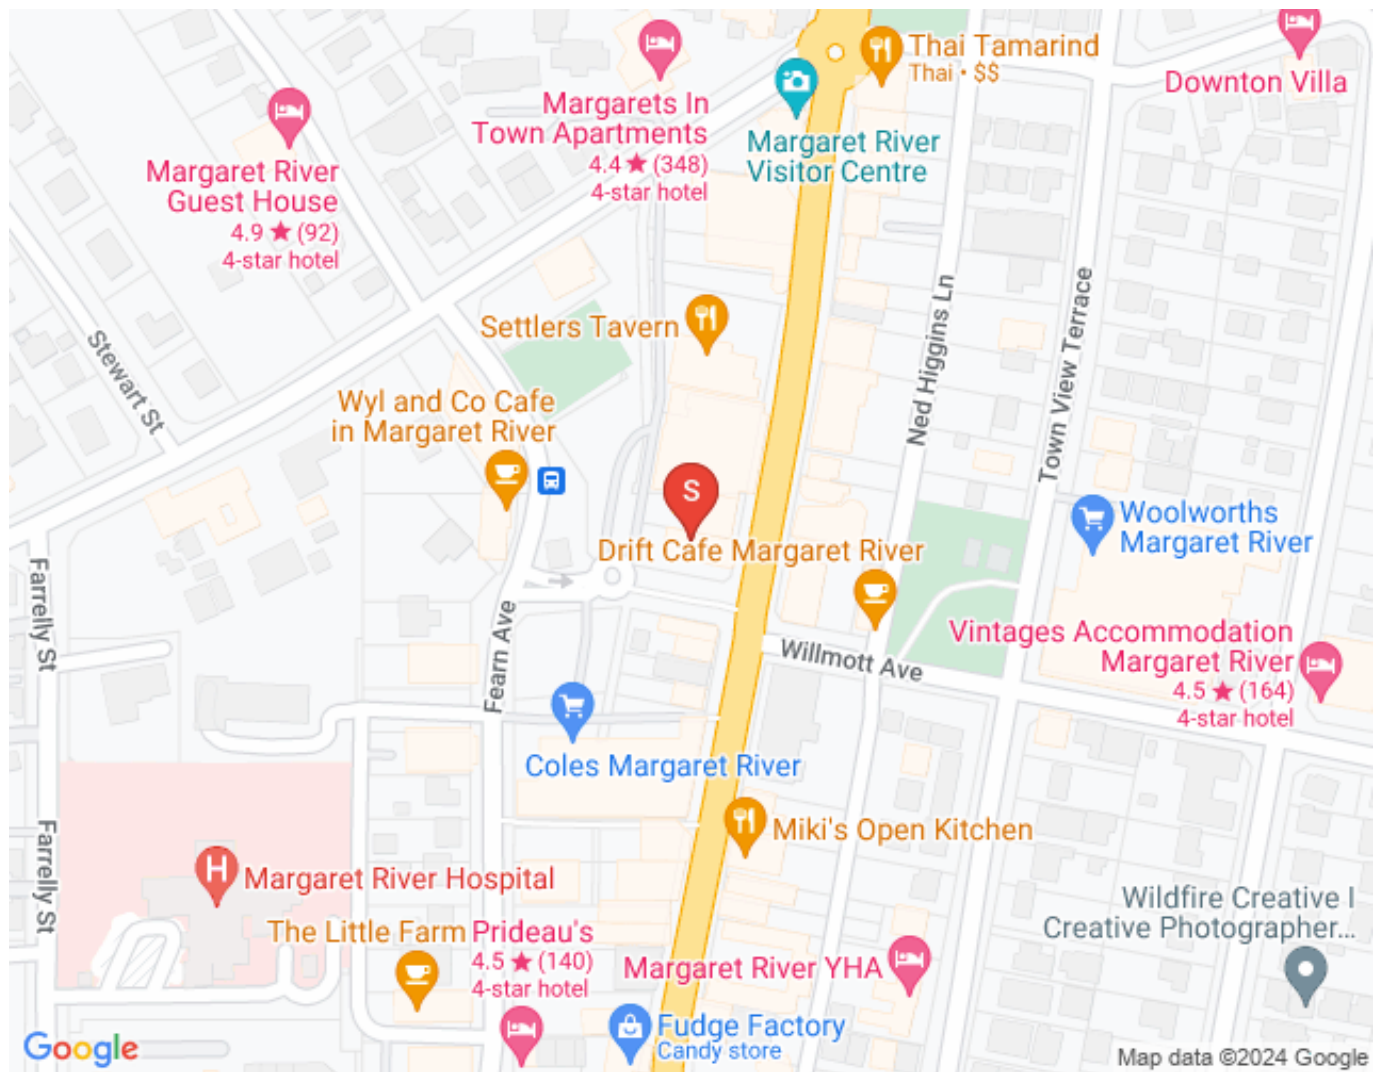 Thai Tamarind
Thai • $$
Downton Villa
Margarets In
Town Apartments
4.4 ★ (348)
4-star hotel
Margaret River
Visitor Centre
Margaret River
Guest House
4.9 ★ (92)
4-star hotel
Settlers Tavern
Ned Higgins Ln
Town View Terrace
Stewart St
Wyl and Co Cafe
in Margaret River
S
Woolworths
Margaret River
Drift Cafe Margaret River
Farrelly St
Fearn Ave
Willmott Ave
Vintages Accommodation
Margaret River
4.5 ★ (164)
4-star hotel
Coles Margaret River
Miki's Open Kitchen
Farrelly St
H
Margaret River Hospital
Wildfire Creative I
Creative Photographer...
The Little Farm
Prideau's
4.5 ★ (140)
4-star hotel
Margaret River YHA
Fudge Factory
Candy store
Google
Map data ©2024 Google